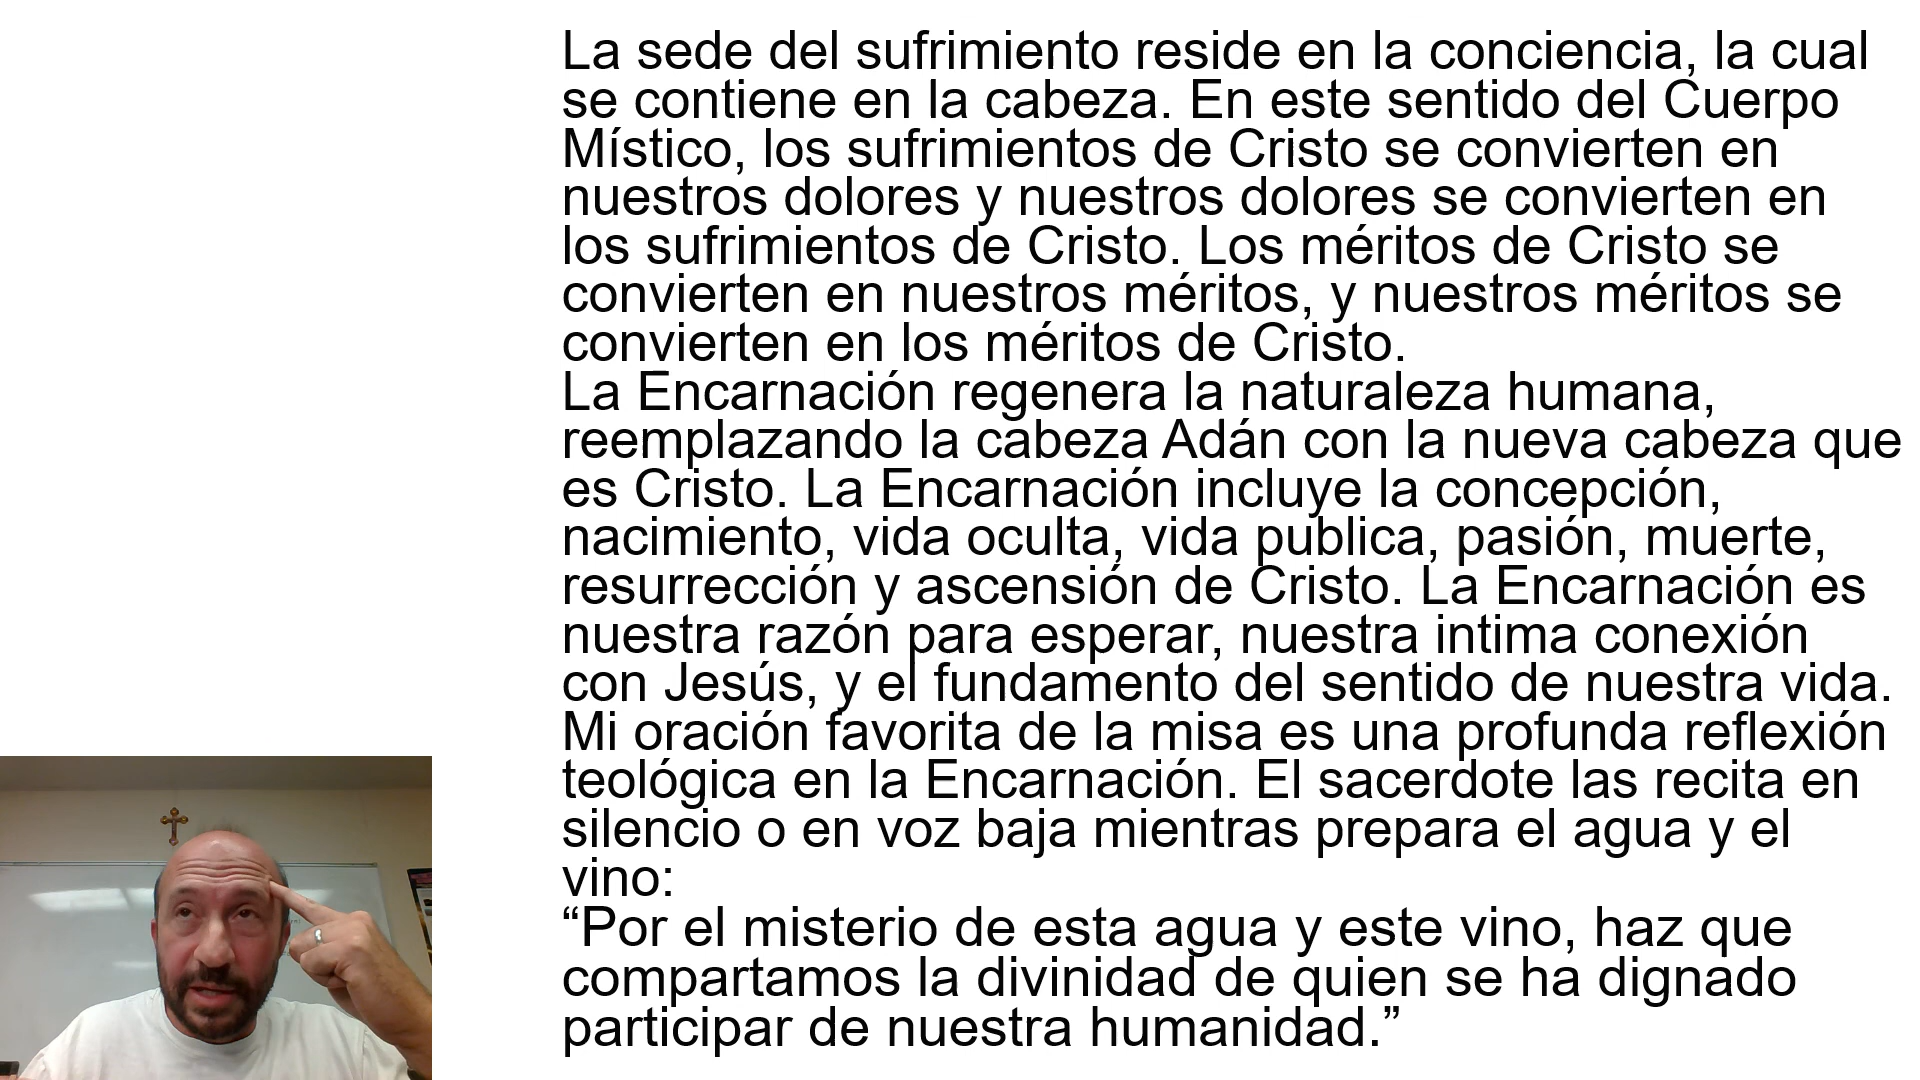 La sede del sufrimiento reside en la conciencia, la cual
se contiene en la cabeza. En este sentido del Cuerpo
Místico, los sufrimientos de Cristo se convierten en
nuestros dolores y nuestros dolores se convierten en
los sufrimientos de Cristo. Los méritos de Cristo se
convierten en nuestros méritos, y nuestros méritos se
convierten en los méritos de Cristo.
La Encarnación regenera la naturaleza humana,
reemplazando la cabeza Adán con la nueva cabeza que
es Cristo. La Encarnación incluye la concepción,
nacimiento, vida oculta, vida publica, pasión, muerte,
resurrección y ascensión de Cristo. La Encarnación es
nuestra razón para esperar, nuestra intima conexión
con Jesús, y el fundamento del sentido de nuestra vida.
Mi oración favorita de la misa es una profunda reflexión
teológica en la Encarnación. El sacerdote las recita en
silencio o en voz baja mientras prepara el agua y el
vino:
“Por el misterio de esta agua y este vino, haz que
compartamos la divinidad de quien se ha dignado
participar de nuestra humanidad.”